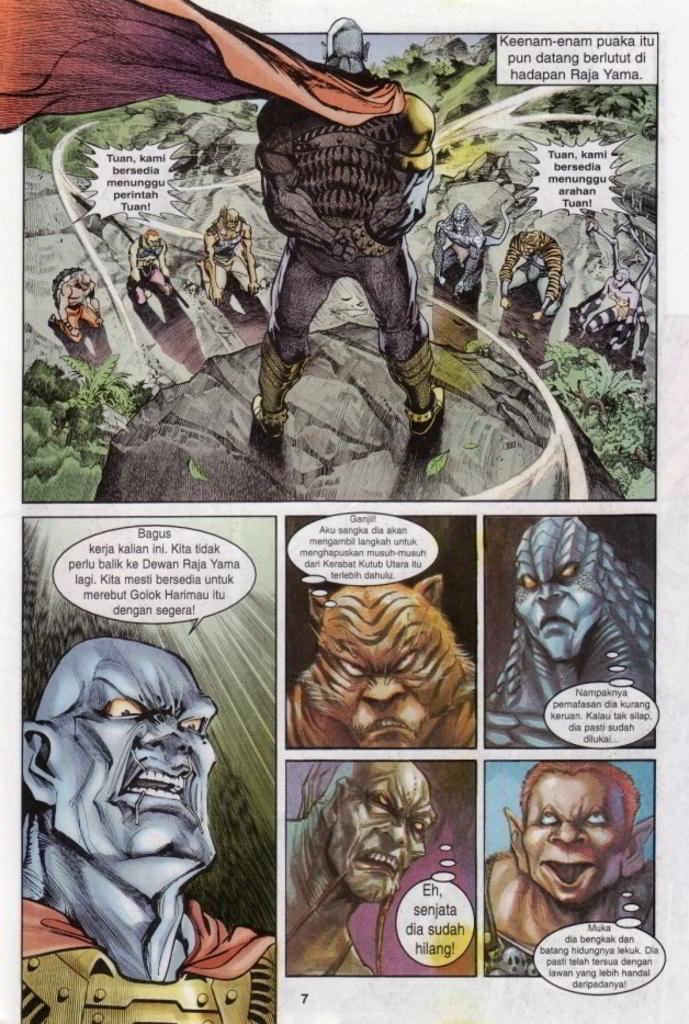 Keenam-enam puaka itu
pun datang berlutut di
hadapan Raja Yama.
Tuan, kami
bersedia
menunggu
perintah
Tuan!
Tuan, kami
bersedia
menunggu
arahan
Tuan!
Bagus
kerja kalian ini. Kita tidak
perlu balik ke Dewan Raja Yama
lagi. Kita mesti bersedia untuk
merebut Golok Harimau itu
dengan segera!
Ganjil!
Aku sangka dia akan
mengambil langkah untuk
menghapuskan musuh-musuh
dari Kerabat Kutub Utara itu
terlebih dahulu.
Nampaknya
pernafasan dia kurang
keruan. Kalau tak silap,
dia pasti sudah
dilukai...
Eh,
senjata
dia sudah
hilang!
Muka
dia bengkak dan
batang hidungnya lekuk. Dia
pasti telah tersua dengan
lawan yang lebih handal
daripadanya!
7